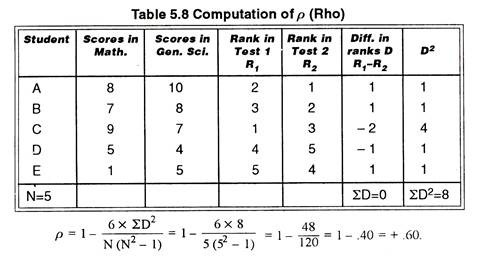 Table 5.8 Computation of ρ (Rho)
Student Scores in Math. Scores in Gen. Sci. Rank in Test 1 R₁ Rank in Test 2 R₂ Diff. in ranks D R₁–R₂ D²
A 8 10 2 1 1 1
B 7 8 3 2 1 1
C 9 7 1 3 – 2 4
D 5 4 4 5 – 1 1
E 1 5 5 4 1 1
N=5 ΣD=0 ΣD²=8
ρ = 1 – 6 × ΣD² / N (N² – 1) = 1 – 6 × 8 / 5 (5² – 1) = 1 – 48 / 120 = 1 – .40 = + .60.